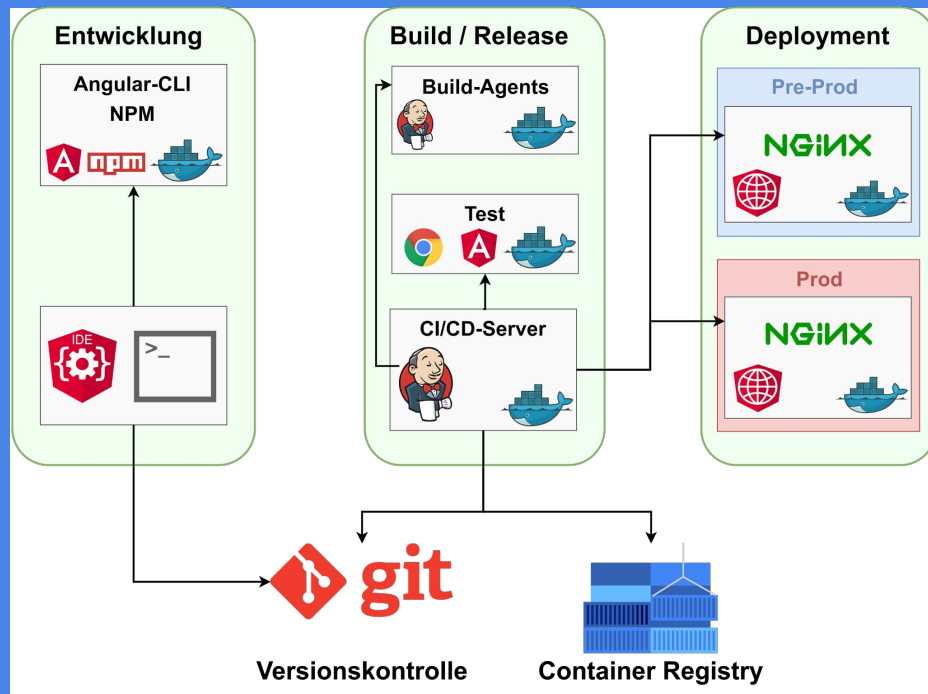 Entwicklung
Angular-CLI
NPM
A
npm
IDE
>_
Build / Release
Build-Agents
Test
A
CI/CD-Server
Deployment
Pre-Prod
NGINX
Prod
NGINX
git
Versionskontrolle
Container Registry